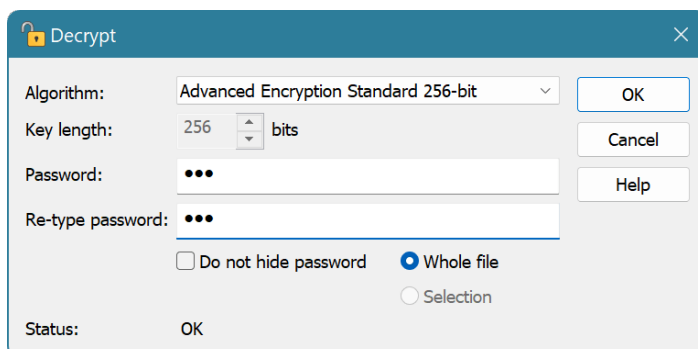 Decrypt
Algorithm: Advanced Encryption Standard 256-bit OK
Key length: 256 bits Cancel
Password: ●●● Help
Re-type password: ●●●
Do not hide password Whole file
Selection
Status: OK